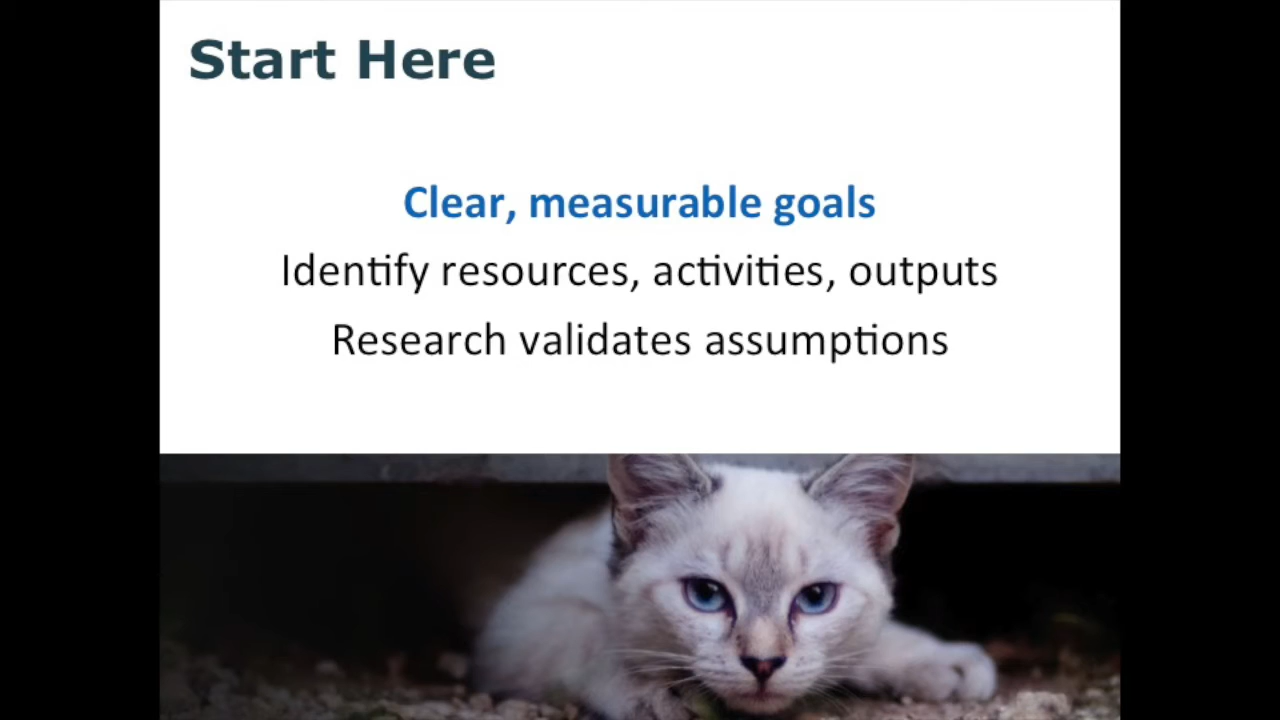 Start Here
Clear, measurable goals
Identify resources, activities, outputs
Research validates assumptions